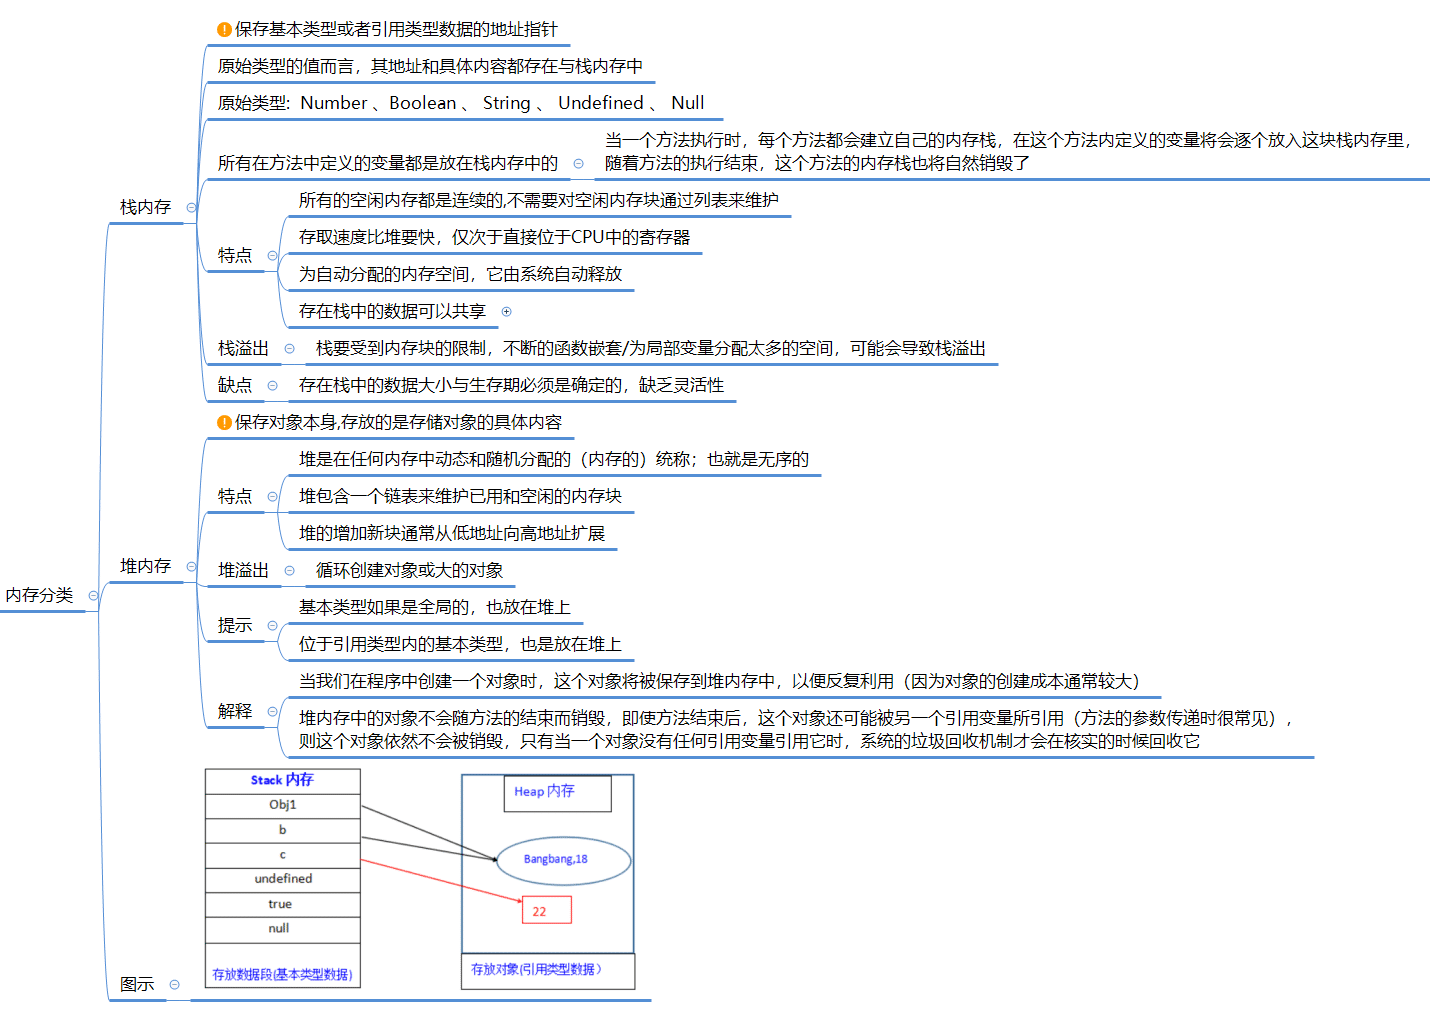 内存分类
栈内存
保存基本类型或者引用类型数据的地址指针
原始类型的值而言，其地址和具体内容都存在与栈内存中
原始类型：Number 、Boolean 、 String 、 Undefined 、 Null
所有在方法中定义的变量都是放在栈内存中的
当一个方法执行时，每个方法都会建立自己的内存栈，在这个方法内定义的变量将会逐个放入这块栈内存里，
随着方法的执行结束，这个方法的内存栈也将自然销毁了
特点
所有的空闲内存都是连续的,不需要对空闲内存块通过列表来维护
存取速度比堆要快，仅次于直接位于CPU中的寄存器
为自动分配的内存空间，它由系统自动释放
存在栈中的数据可以共享
栈溢出
栈要受到内存块的限制，不断的函数嵌套/为局部变量分配太多的空间，可能会导致栈溢出
缺点
存在栈中的数据大小与生存期必须是确定的，缺乏灵活性
堆内存
保存对象本身,存放的是存储对象的具体内容
特点
堆是在任何内存中动态和随机分配的（内存的）统称；也就是无序的
堆包含一个链表来维护已用和空闲的内存块
堆的增加新块通常从低地址向高地址扩展
堆溢出
循环创建对象或大的对象
提示
基本类型如果是全局的，也放在堆上
位于引用类型内的基本类型，也是放在堆上
解释
当我们在程序中创建一个对象时，这个对象将被保存到堆内存中，以便反复利用（因为对象的创建成本通常较大）
堆内存中的对象不会随方法的结束而销毁，即使方法结束后，这个对象还可能被另一个引用变量所引用（方法的参数传递时很常见），
则这个对象依然不会被销毁，只有当一个对象没有任何引用变量引用它时，系统的垃圾回收机制才会在核实的时候回收它
图示
Stack 内存
Obj1
b
c
undefined
true
null
存放数据段(基本类型数据)
Heap 内存
Bangbang,18
22
存放对象(引用类型数据）